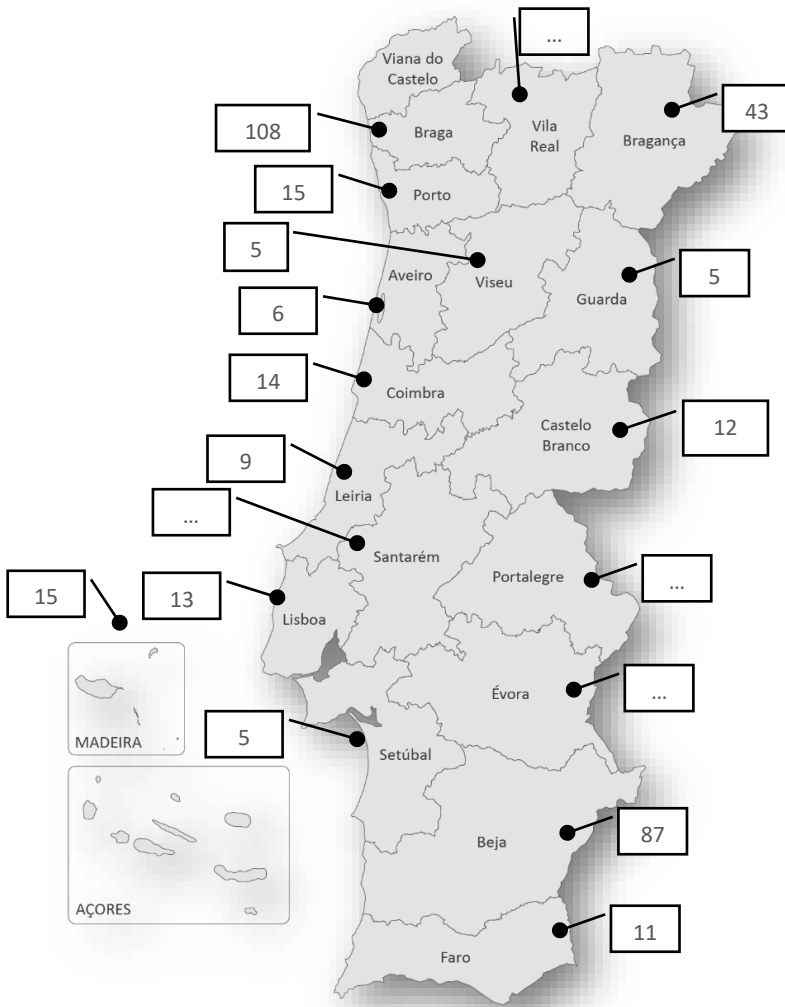 ...
Viana do
Castelo
43
108
Braga
Vila
Real
Bragança
15
Porto
5
Aveiro
Viseu
Guarda
5
6
14
Coimbra
12
Castelo
Branco
9
Leiria
...
Santarém
Portalegre
...
15
13
Lisboa
Évora
...
MADEIRA
5
Setúbal
87
Beja
AÇORES
11
Faro